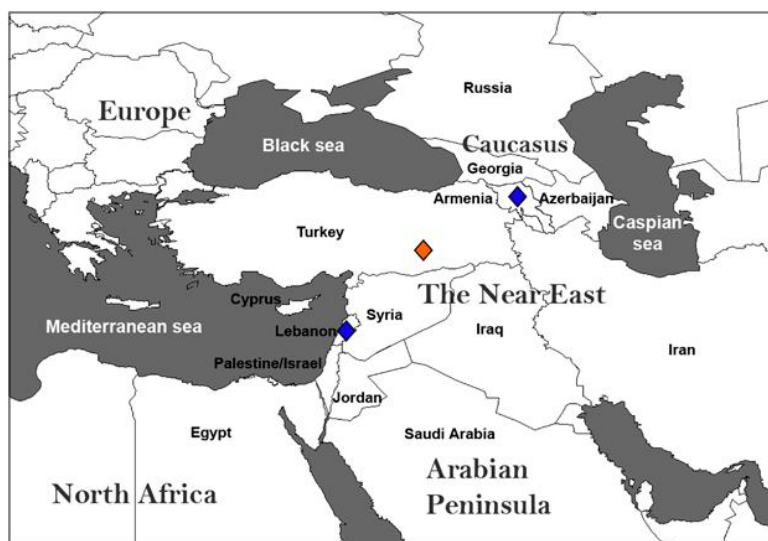 Russia
Europe
Black sea
Caucasus
Georgia
Armenia
Azerbaijan
Caspian-
sea
Turkey
The Near East
Cyprus
Syria
Mediterranean sea
Lebanon
Iraq
Iran
Palestine/Israel
Jordan
Egypt
Saudi Arabia
North Africa
Arabian
Peninsula